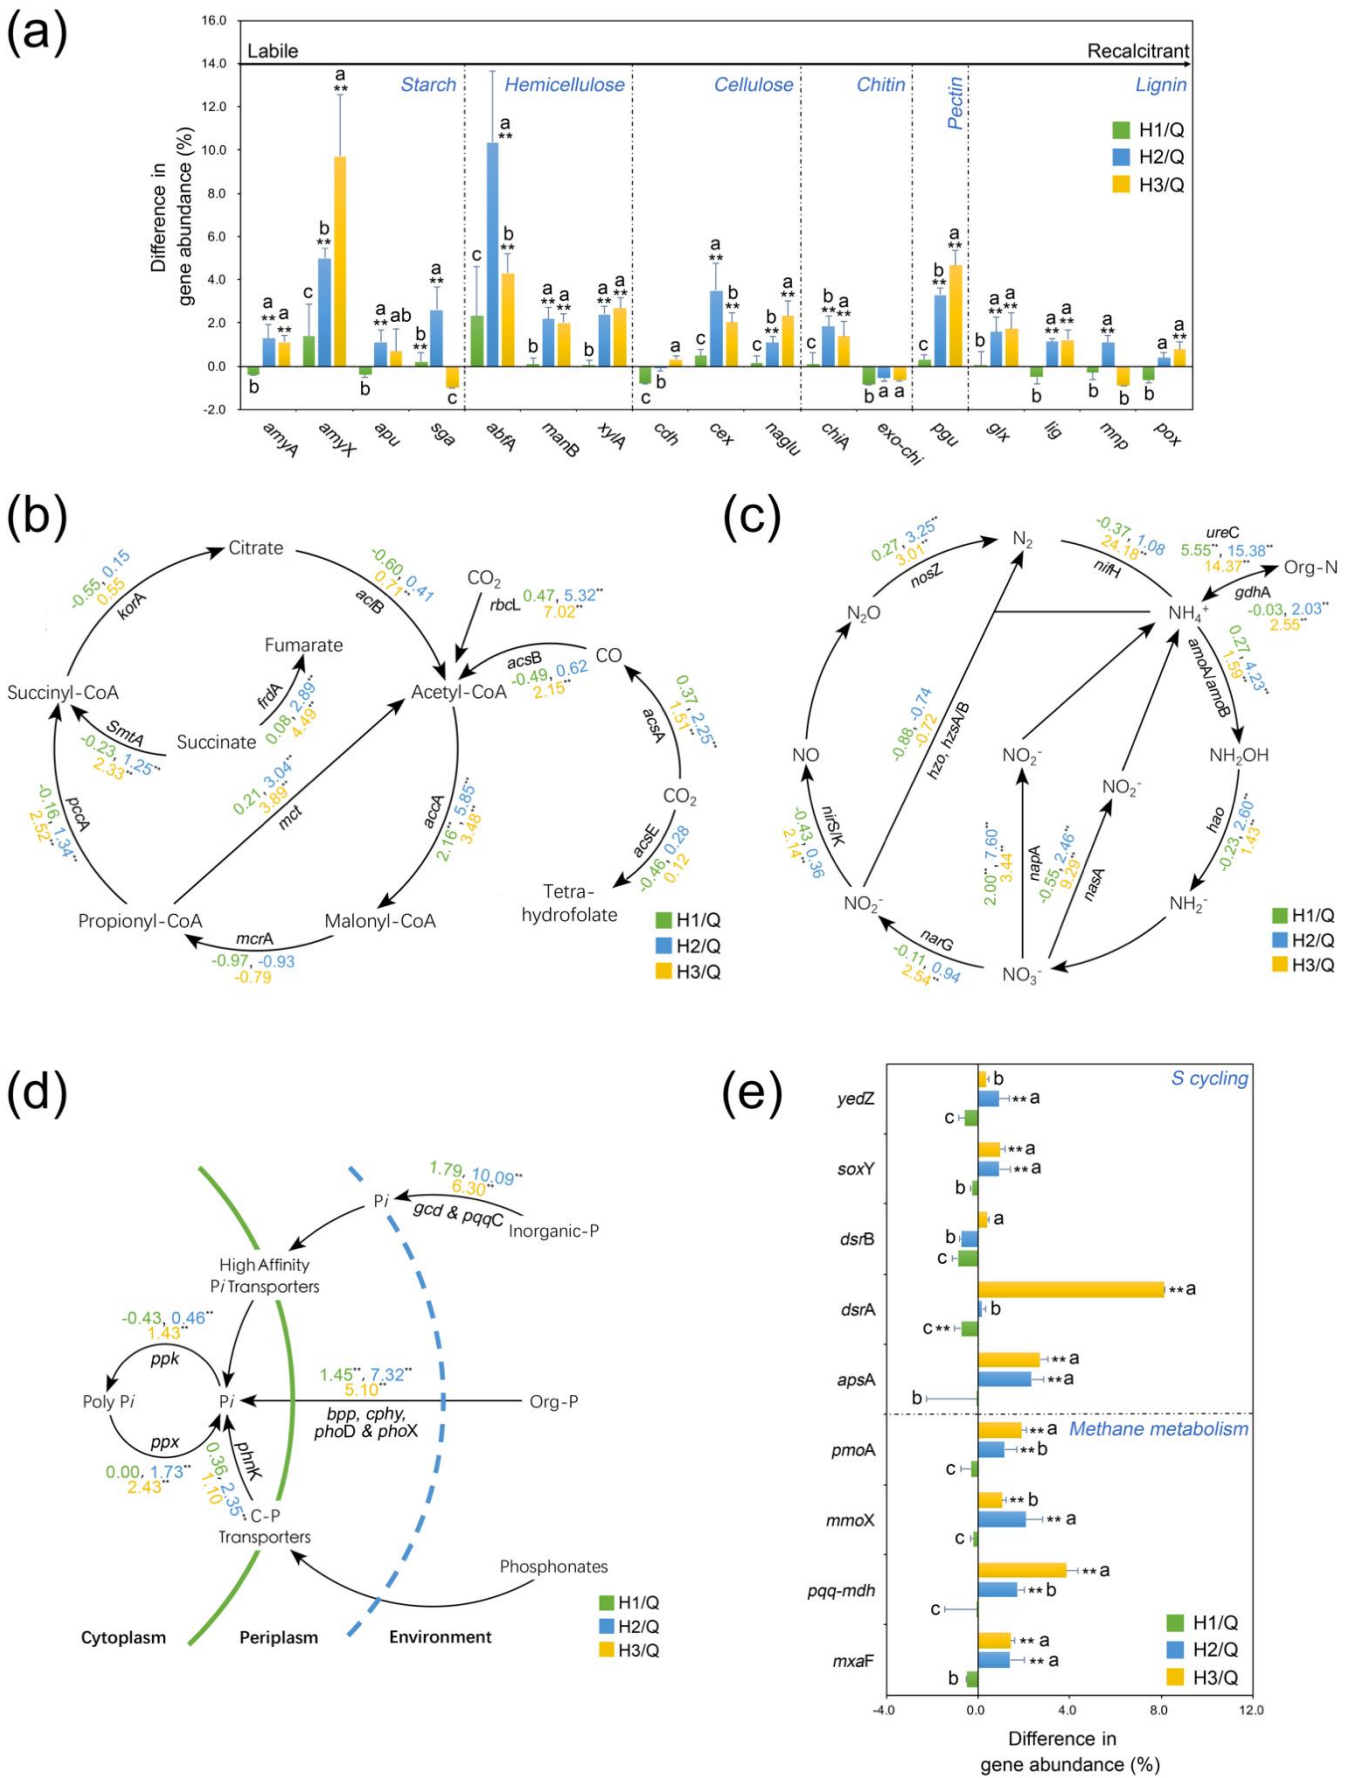 (a)
16.0
14.0
12.0
10.0
8.0
6.0
4.0
2.0
0.0
-2.0
Difference in
gene abundance (%)
Labile
Recalcitrant
Starch
Hemicellulose
Cellulose
Chitin
Pectin
Lignin
H1/Q
H2/Q
H3/Q
b
a
**
a
**
c
b
**
a
**
b
a
**
ab
b
**
a
**
c
c
a
**
b
**
b
a
**
a
**
b
a
**
a
**
c
b
a
c
a
**
b
**
c
b
**
a
**
c
b
**
a
**
b
a
a
c
b
**
a
**
b
a
**
a
**
b
a
**
a
**
b
a
**
b
b
a
a
**
amyA
amyX
apu
sga
abfA
manB
xylA
cdh
cex
naglu
chiA
exo-chi
pgu
glx
lig
mnp
pox
(b)
Citrate
-0.55, 0.15
0.55
korA
-0.60, 0.41
0.71**
aclB
CO2
rbcL
0.47, 5.32**
7.02**
Fumarate
frdA
0.08, 2.89**
4.49**
acsB
-0.49, 0.62
2.15**
CO
Succinyl-CoA
Acetyl-CoA
SmtA
-0.23, 1.25**
2.33**
Succinate
0.37, 2.25**
1.51**
acsA
0.21, 3.04**
3.89**
mct
pccA
-0.16, 1.34**
2.52**
accA
2.16**, 5.85**
3.48**
CO2
acsE
-0.46, 0.28
0.12
Tetra-
hydrofolate
Propionyl-CoA
Malonyl-CoA
mcrA
-0.97, -0.93
-0.79
H1/Q
H2/Q
H3/Q
(c)
N2
0.27, 3.25**
3.01**
nosZ
-0.37, 1.08
24.18**
nifH
ureC
5.55**, 15.38**
14.37**
Org-N
gdhA
-0.03, 2.03**
2.55**
N2O
NH4+
0.27, 4.23**
1.59**
amoA/amoB
-0.88, -0.74
-0.72
hzo, hzsA/B
NO
NO2-
NO2-
NH2OH
nirS/K
-0.43, 0.36
2.14**
2.00**, 7.60**
3.44**
napA
-0.55, 2.46**
9.29**
nasA
hao
-0.23, 2.60**
1.43**
NO2-
NH2-
narG
-0.11, 0.94
2.54**
NO3-
H1/Q
H2/Q
H3/Q
(d)
1.79, 10.09**
6.30**
gcd & pqqC
Pi
Inorganic-P
High Affinity
Pi Transporters
-0.43, 0.46**
1.43**
ppk
Poly Pi
Pi
1.45**, 7.32**
5.10**
bpp, cphy,
phoD & phoX
Org-P
ppx
0.00, 1.73**
2.43**
phnK
0.36, 2.35**
1.10
C-P
Transporters
Phosphonates
Cytoplasm
Periplasm
Environment
H1/Q
H2/Q
H3/Q
(e)
S cycling
yedZ
b
** a
c
soxY
** a
** a
b
dsrB
a
b
c
dsrA
** a
b
c **
apsA
** a
** a
b
Methane metabolism
pmoA
** a
** b
c
mmoX
** b
** a
c
pqq-mdh
** a
** b
c
mxaF
** a
** a
b
H1/Q
H2/Q
H3/Q
-4.0
0.0
4.0
8.0
12.0
Difference in
gene abundance (%)